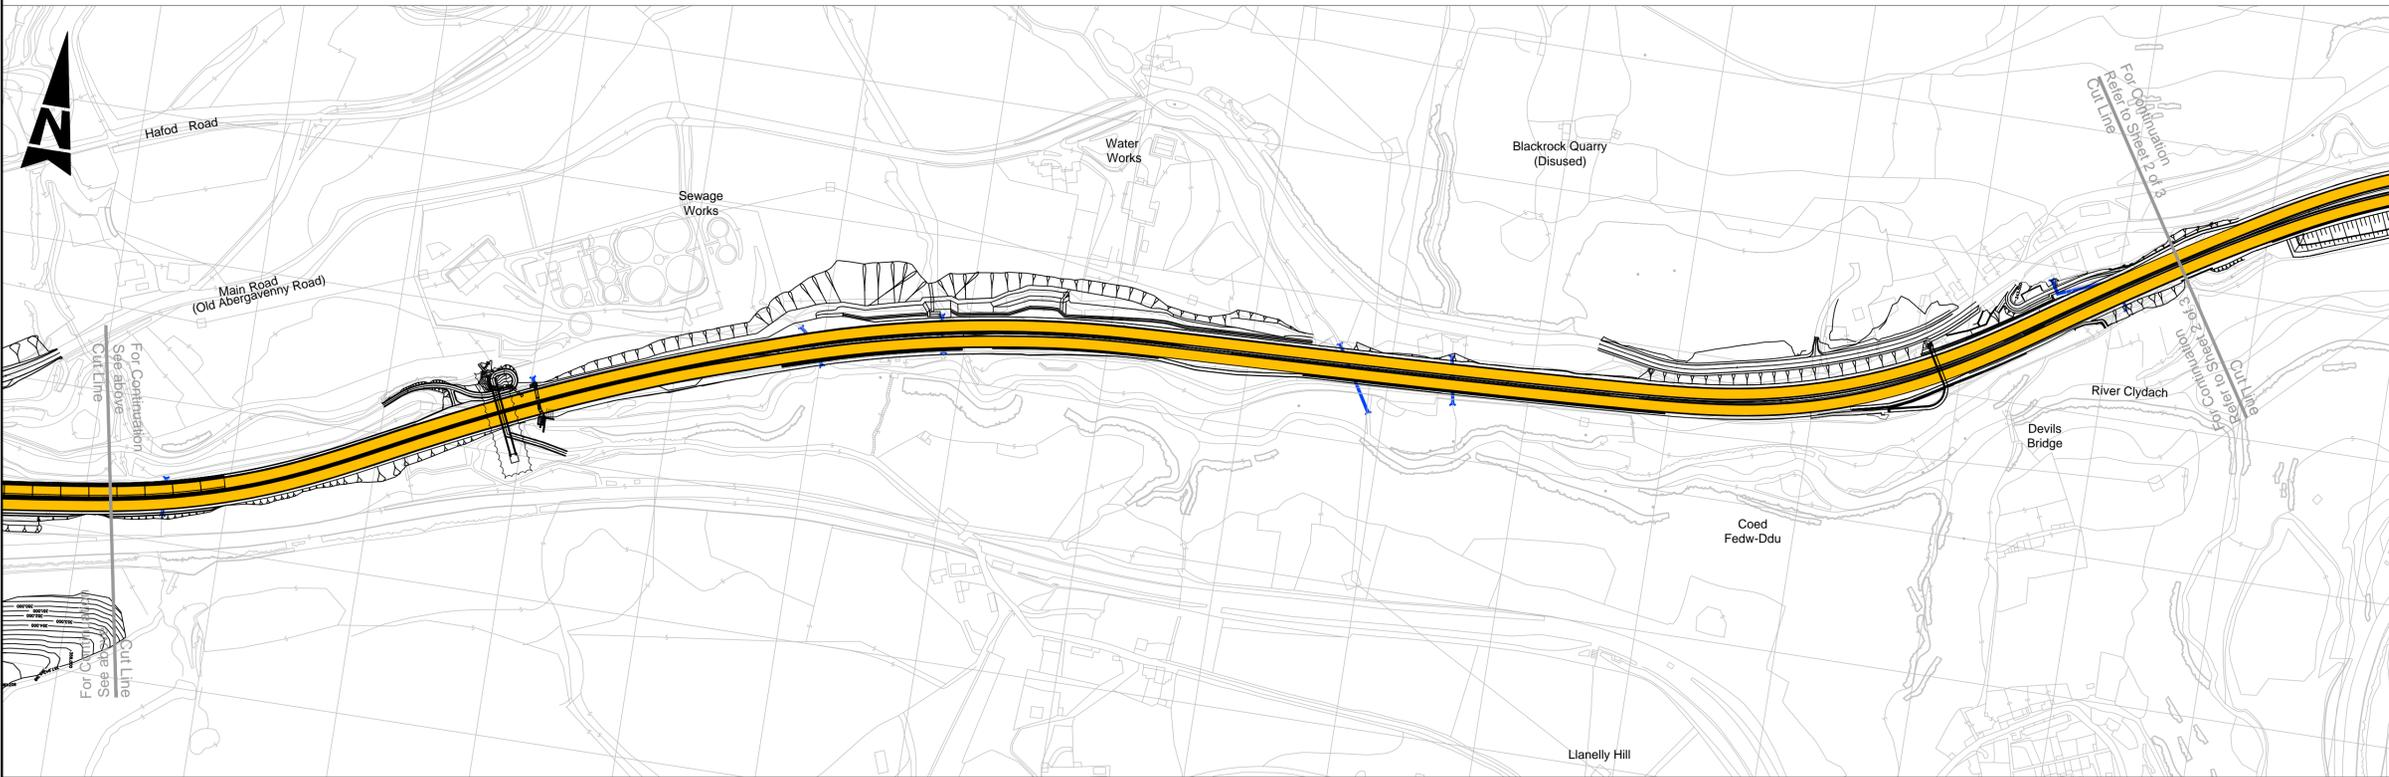 N
Hafod Road
Main Road
(Old Abergavenny Road)
Sewage
Works
Water
Works
Blackrock Quarry
(Disused)
For Continuation
Refer to Sheet 2 of 3
Cut Line
For Continuation
See above
Cut Line
River Clydach
Devils
Bridge
Cut Line
Refer to Sheet 2 of 3
For Continuation
Coed
Fedw-Ddu
For Continuation
See above
Cut Line
Llanelly Hill